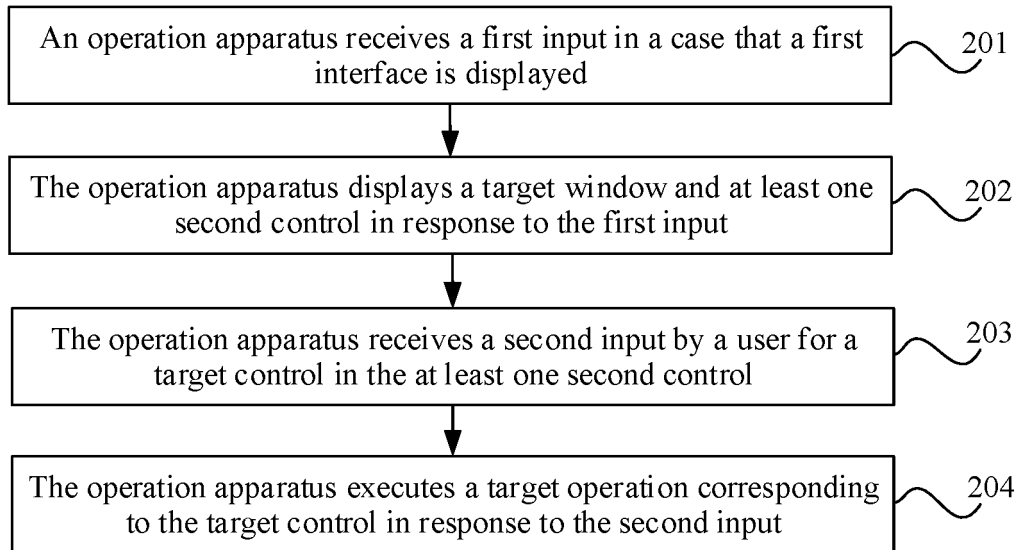 An operation apparatus receives a first input in a case that a first
interface is displayed
201
The operation apparatus displays a target window and at least one
second control in response to the first input
202
The operation apparatus receives a second input by a user for a
target control in the at least one second control
203
The operation apparatus executes a target operation corresponding
to the target control in response to the second input
204